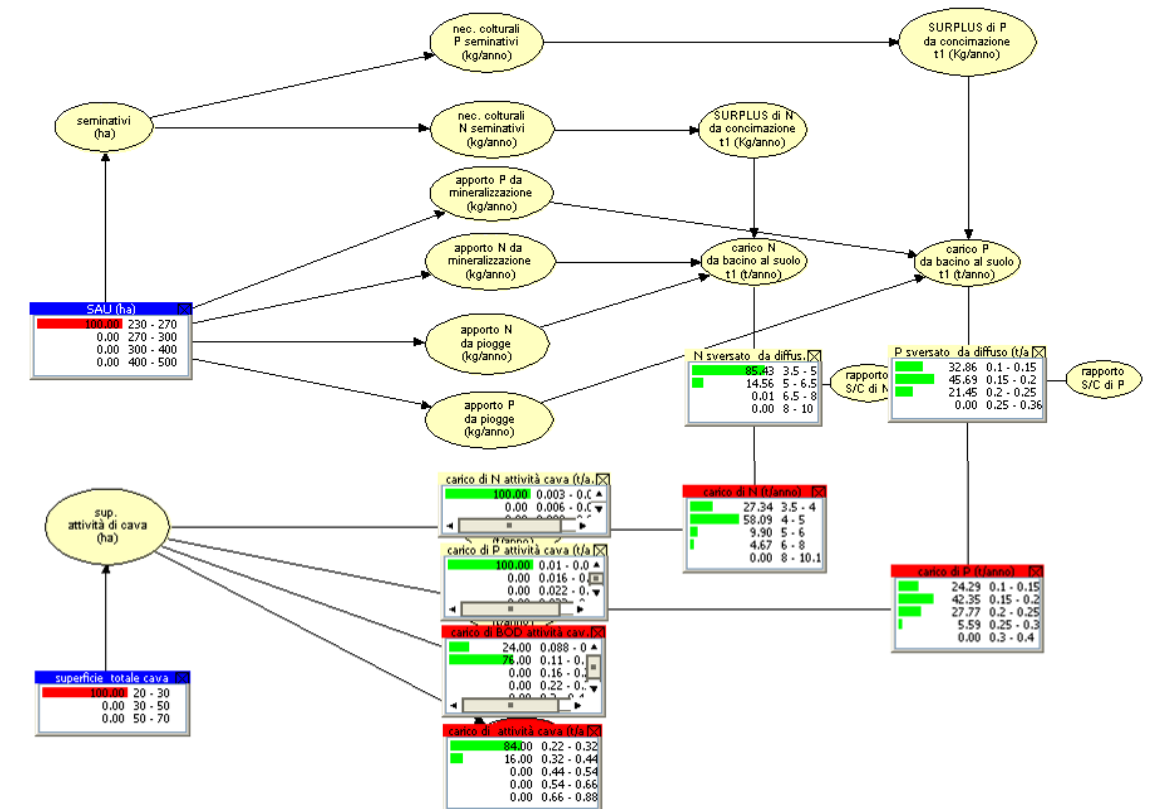 nec. colturali
P seminativi
(kg/anno)
SURPLUS di P
da concimazione
t1 (Kg/anno)
seminativi
(ha)
nec. colturali
N seminativi
(kg/anno)
SURPLUS di N
da concimazione
t1 (Kg/anno)
apporto P da
mineralizzazione
(kg/anno)
apporto N da
mineralizzazione
(kg/anno)
carico N
da bacino al suolo
t1 (t/anno)
carico P
da bacino al suolo
t1 (t/anno)
SAU (ha)
100.00 230 - 270
0.00 270 - 300
0.00 300 - 400
0.00 400 - 500
apporto N
da piogge
(kg/anno)
apporto P
da piogge
(kg/anno)
N sversato da diffus.
85.43 3.5 - 5
14.56 5 - 6.5
0.01 6.5 - 8
0.00 8 - 10
rapporto
S/C di N
P sversato da diffuso (t/a
32.86 0.1 - 0.15
45.69 0.15 - 0.2
21.45 0.2 - 0.25
0.00 0.25 - 0.36
rapporto
S/C di P
sup.
attività di cava
(ha)
carico di N attività cava (t/a.
100.00 0.003 - 0.0
0.00 0.006 - 0.0
(t/anno)
carico di P attività cava (t/a
100.00 0.01 - 0.0
0.00 0.016 - 0.
0.00 0.022 - 0.
carico di BOD attività cav.
24.00 0.088 - 0
76.00 0.11 - 0.
0.00 0.16 - 0.
0.00 0.22 - 0.
carico di attività cava (t/a
84.00 0.22 - 0.32
16.00 0.32 - 0.44
0.00 0.44 - 0.54
0.00 0.54 - 0.66
0.00 0.66 - 0.88
carico di N (t/anno)
27.34 3.5 - 4
58.09 4 - 5
9.90 5 - 6
4.67 6 - 8
0.00 8 - 10.1
carico di P (t/anno)
24.29 0.1 - 0.15
42.35 0.15 - 0.2
27.77 0.2 - 0.25
5.59 0.25 - 0.3
0.00 0.3 - 0.4
superficie totale cava
100.00 20 - 30
0.00 30 - 50
0.00 50 - 70